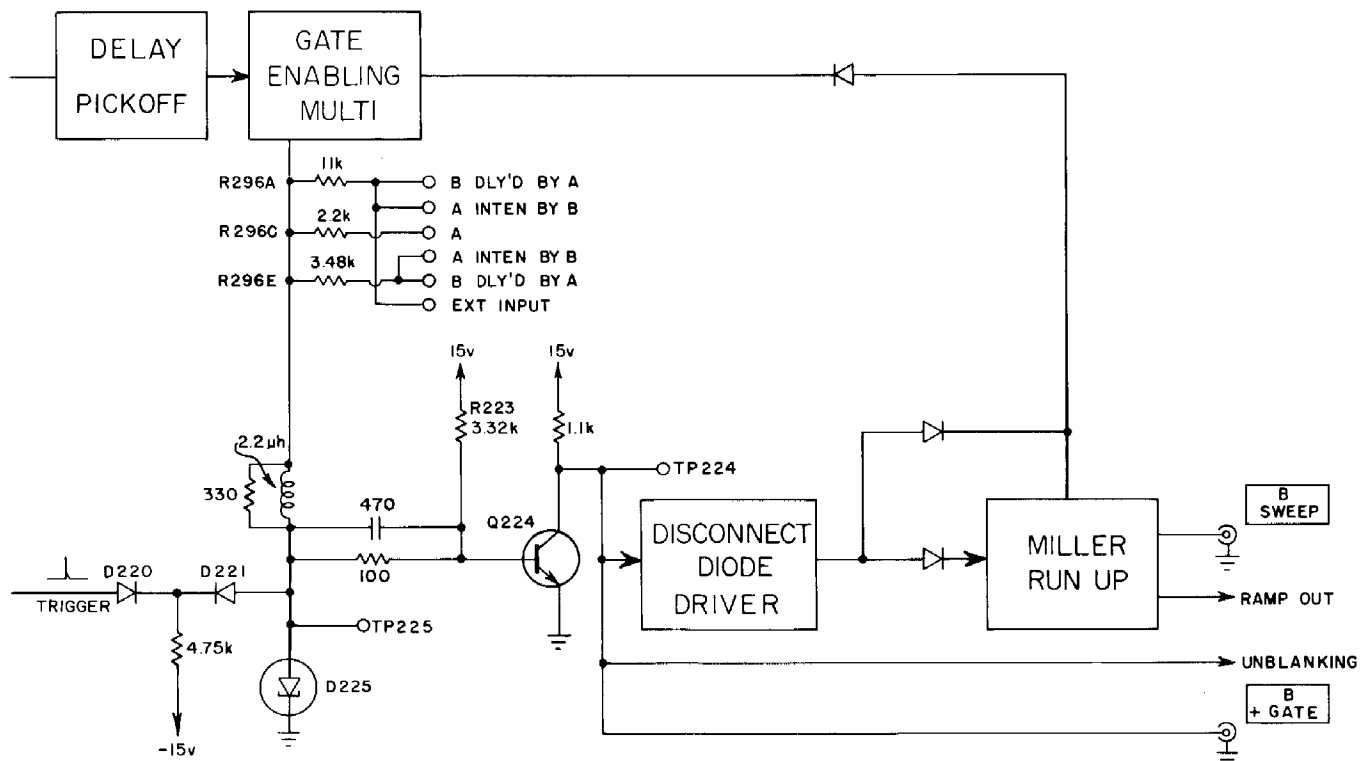 DELAY
PICKOFF
GATE
ENABLING
MULTI
R296A
11k
B DLY'D BY A
A INTEN BY B
R296C
2.2k
A
A INTEN BY B
R296E
3.48k
B DLY'D BY A
EXT INPUT
15v
15v
R223
3.32k
1.1k
2.2µh
TP224
330
470
Q224
100
DISCONNECT
DIODE
DRIVER
MILLER
RUN UP
B
SWEEP
RAMP OUT
TRIGGER
D220
D221
TP225
4.75k
D225
-15v
UNBLANKING
B
+ GATE